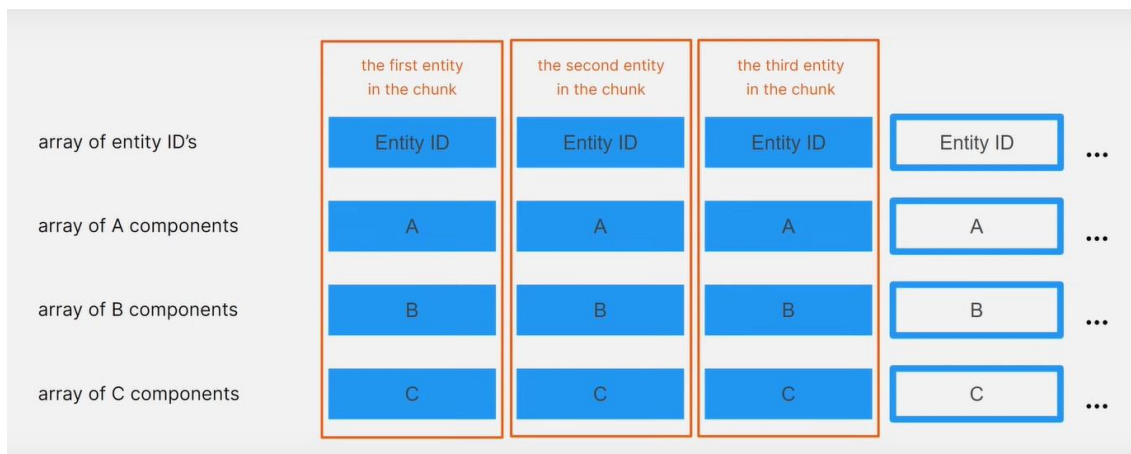 the first entity
in the chunk
the second entity
in the chunk
the third entity
in the chunk
array of entity ID’s
Entity ID
Entity ID
Entity ID
Entity ID
...
array of A components
A
A
A
A
...
array of B components
B
B
B
B
...
array of C components
C
C
C
C
...